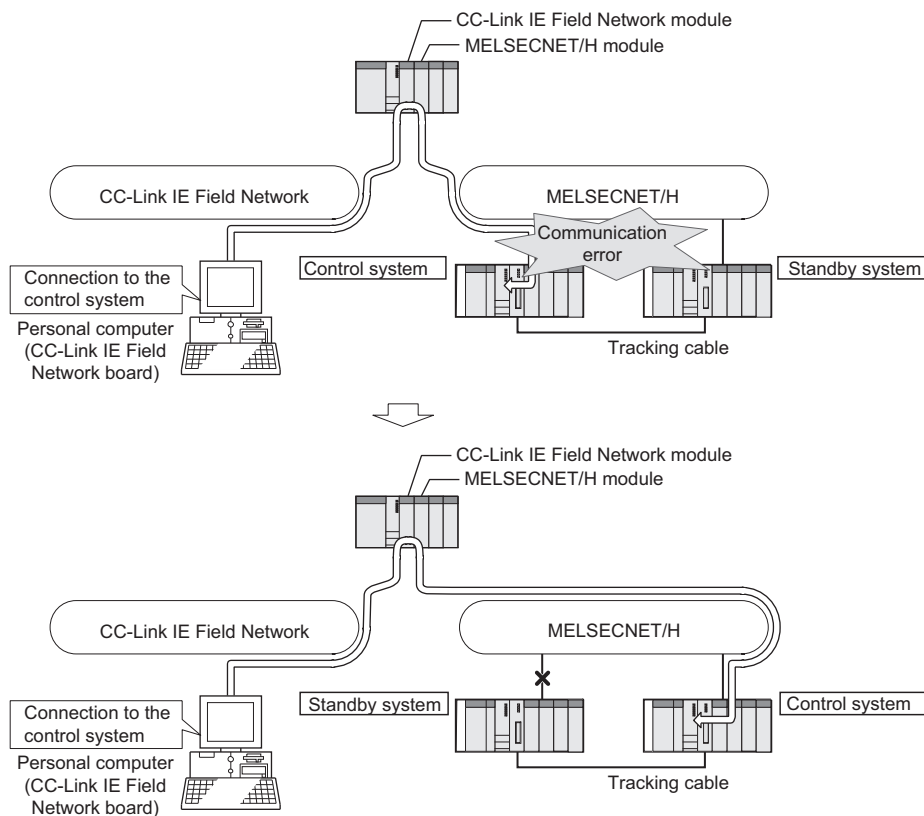 CC-Link IE Field Network module
MELSECNET/H module
CC-Link IE Field Network
MELSECNET/H
Communication
error
Control system
Standby system
Connection to the
control system
Personal computer
(CC-Link IE Field
Network board)
Tracking cable
CC-Link IE Field Network module
MELSECNET/H module
CC-Link IE Field Network
MELSECNET/H
Standby system
Control system
Connection to the
control system
Personal computer
(CC-Link IE Field
Network board)
Tracking cable